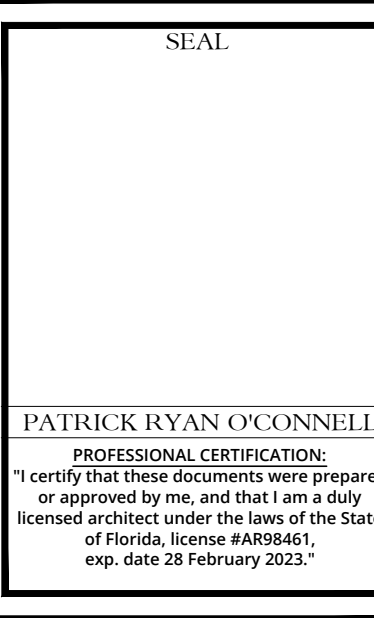 SEAL
PATRICK RYAN O'CONNELL
PROFESSIONAL CERTIFICATION:
"I certify that these documents were prepare
or approved by me, and that I am a duly
licensed architect under the laws of the State
of Florida, license #AR98461,
exp. date 28 February 2023."